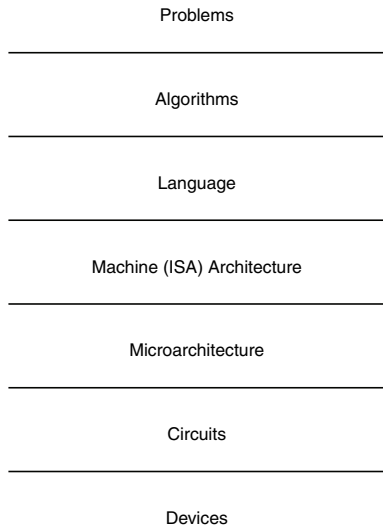 Problems
Algorithms
Language
Machine (ISA) Architecture
Microarchitecture
Circuits
Devices